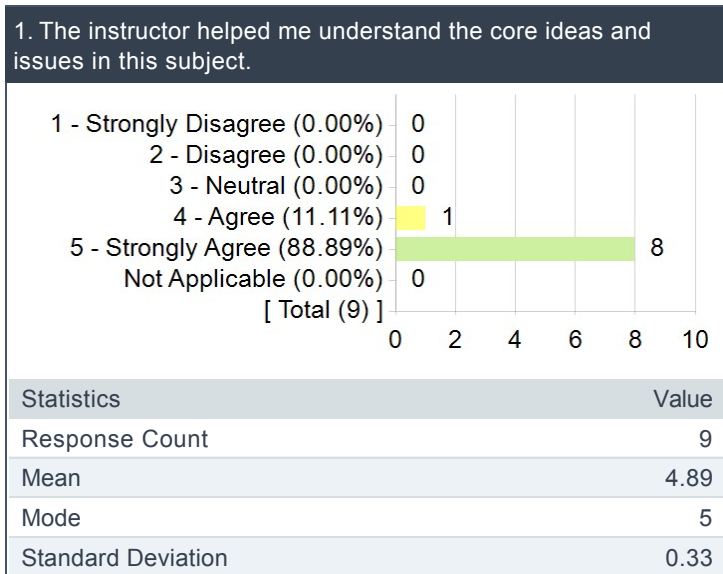 1. The instructor helped me understand the core ideas and
issues in this subject.
1 - Strongly Disagree (0.00%) 0
2 - Disagree (0.00%) 0
3 - Neutral (0.00%) 0
4 - Agree (11.11%) 1
5 - Strongly Agree (88.89%) 8
Not Applicable (0.00%) 0
[ Total (9) ]
0 2 4 6 8 10
Statistics Value
Response Count 9
Mean 4.89
Mode 5
Standard Deviation 0.33